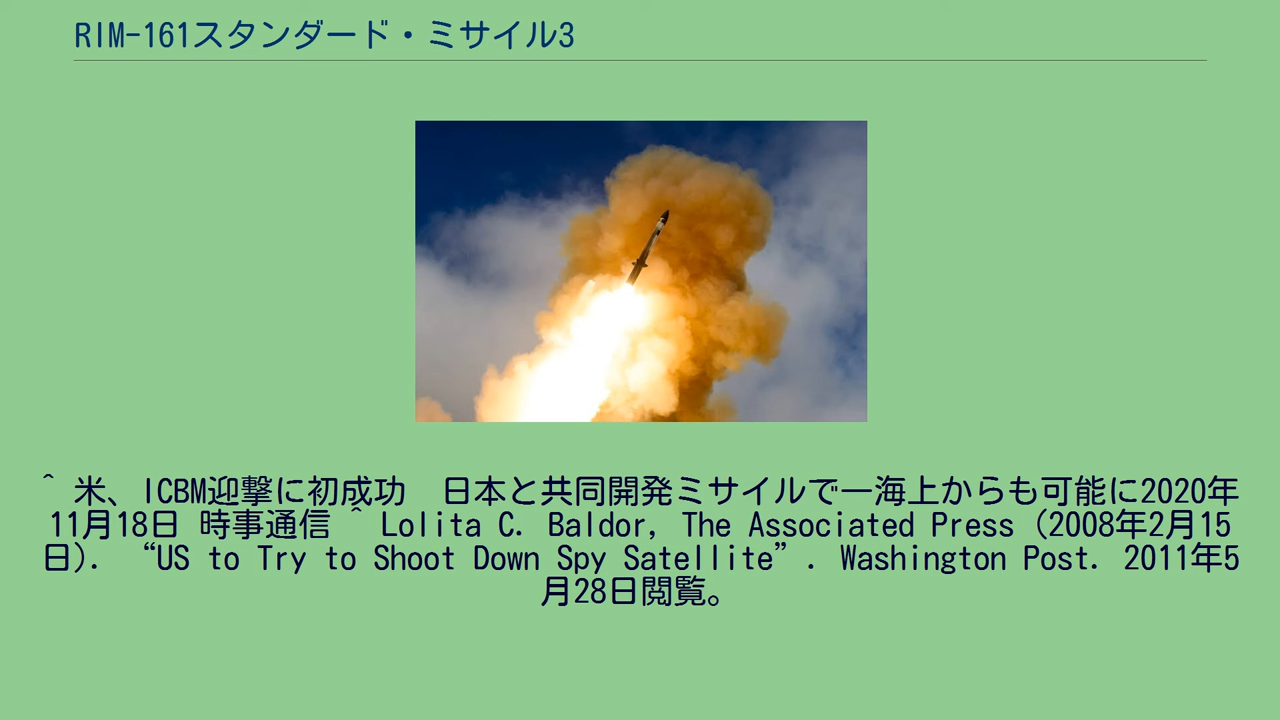 RIM-161スタンダード・ミサイル3
^ 米、ICBM迎撃に初成功　日本と共同開発ミサイルで―海上からも可能に2020年
11月18日 時事通信 ^ Lolita C. Baldor, The Associated Press (2008年2月15
日). “US to Try to Shoot Down Spy Satellite”. Washington Post. 2011年5
月28日閲覧。